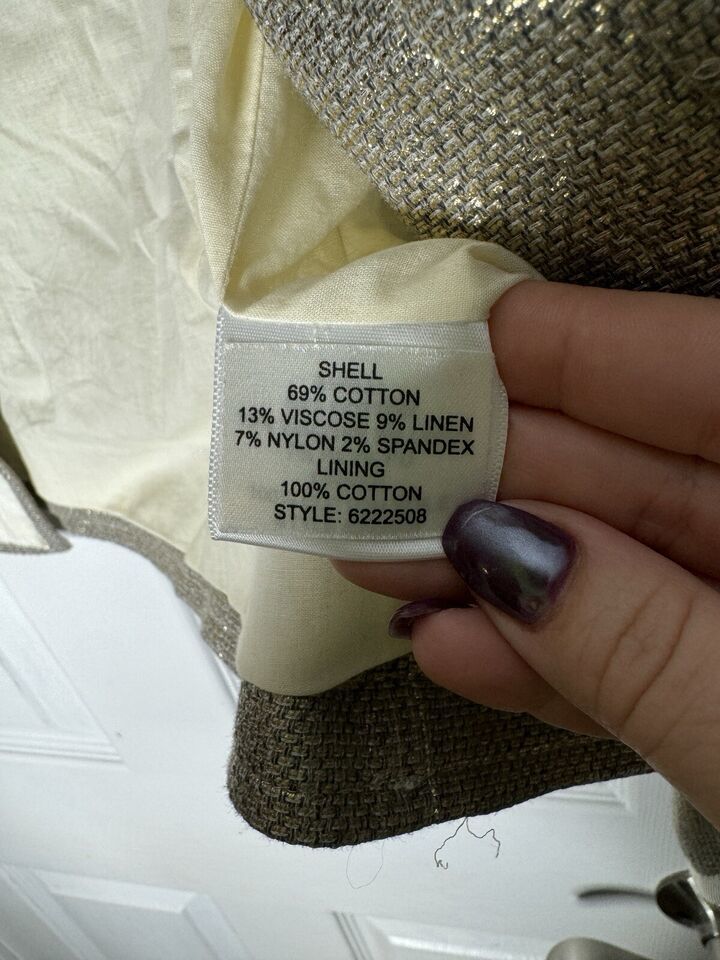 SHELL
69% COTTON
13% VISCOSE 9% LINEN
7% NYLON 2% SPANDEX
LINING
100% COTTON
STYLE: 6222508